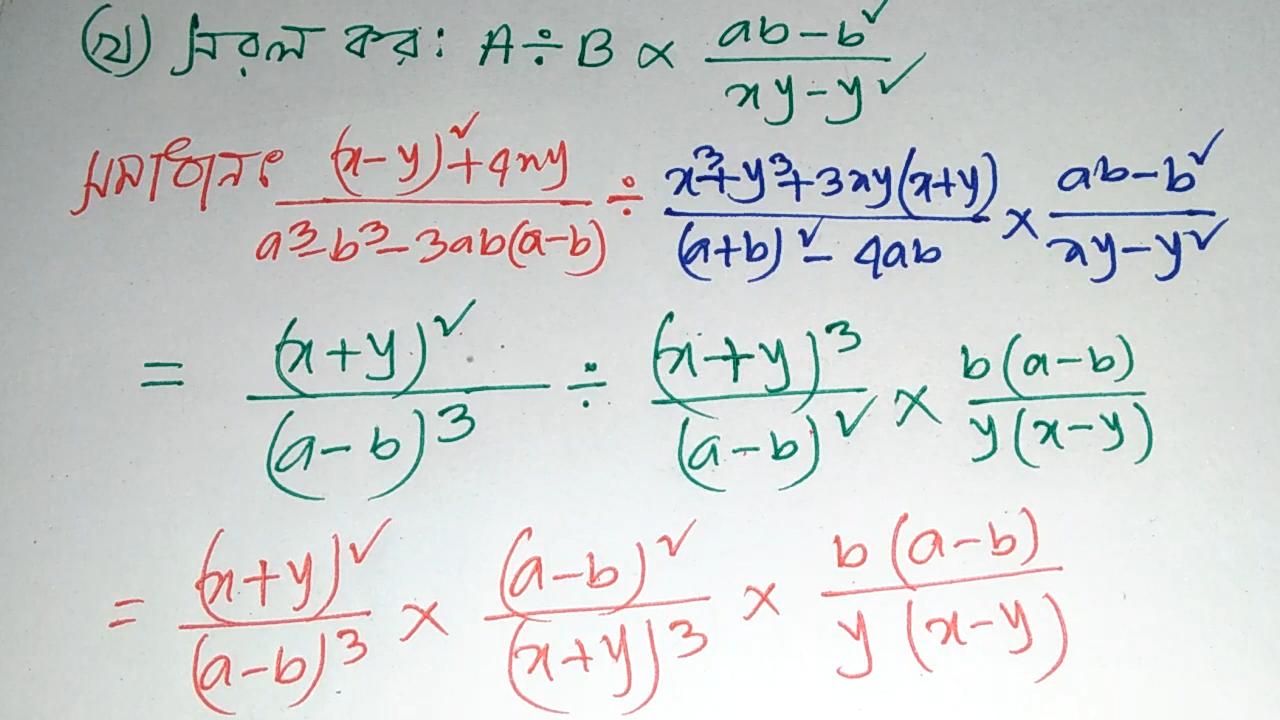 (খ) সরল কর: A ÷ B × (ab - b²)/(xy - y²)
সমাধানঃ ((x - y)² + 4xy)/(a³ - b³ - 3ab(a - b)) ÷ (x³ + y³ + 3xy(x + y))/((a + b)² - 4ab) × (ab - b²)/(xy - y²)
= (x + y)²/(a - b)³ ÷ (x + y)³/(a - b)² × b(a - b)/y(x - y)
= (x + y)²/(a - b)³ × (a - b)²/(x + y)³ × b(a - b)/y(x - y)